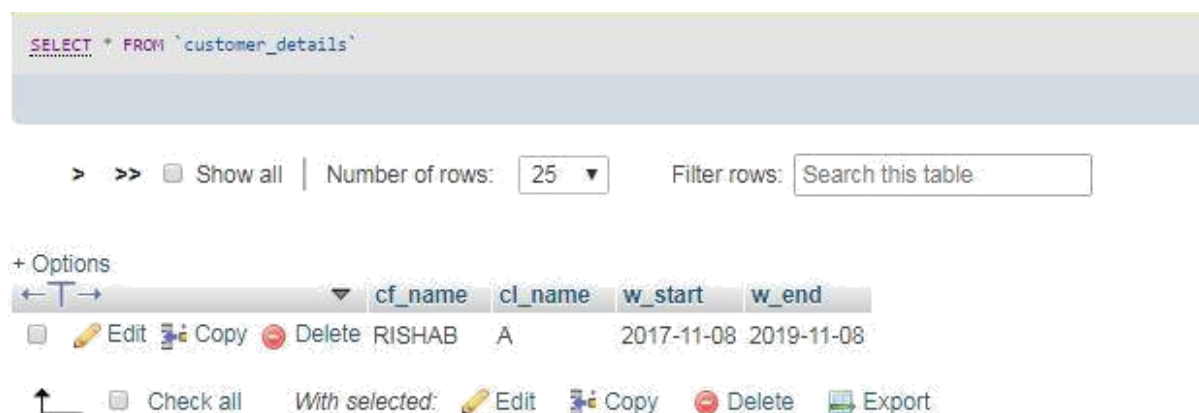 SELECT * FROM `customer_details`
> >> Show all | Number of rows: 25 Filter rows: Search this table
+ Options
←T→ cf_name cl_name w_start w_end
Edit Copy Delete RISHAB A 2017-11-08 2019-11-08
Check all With selected: Edit Copy Delete Export